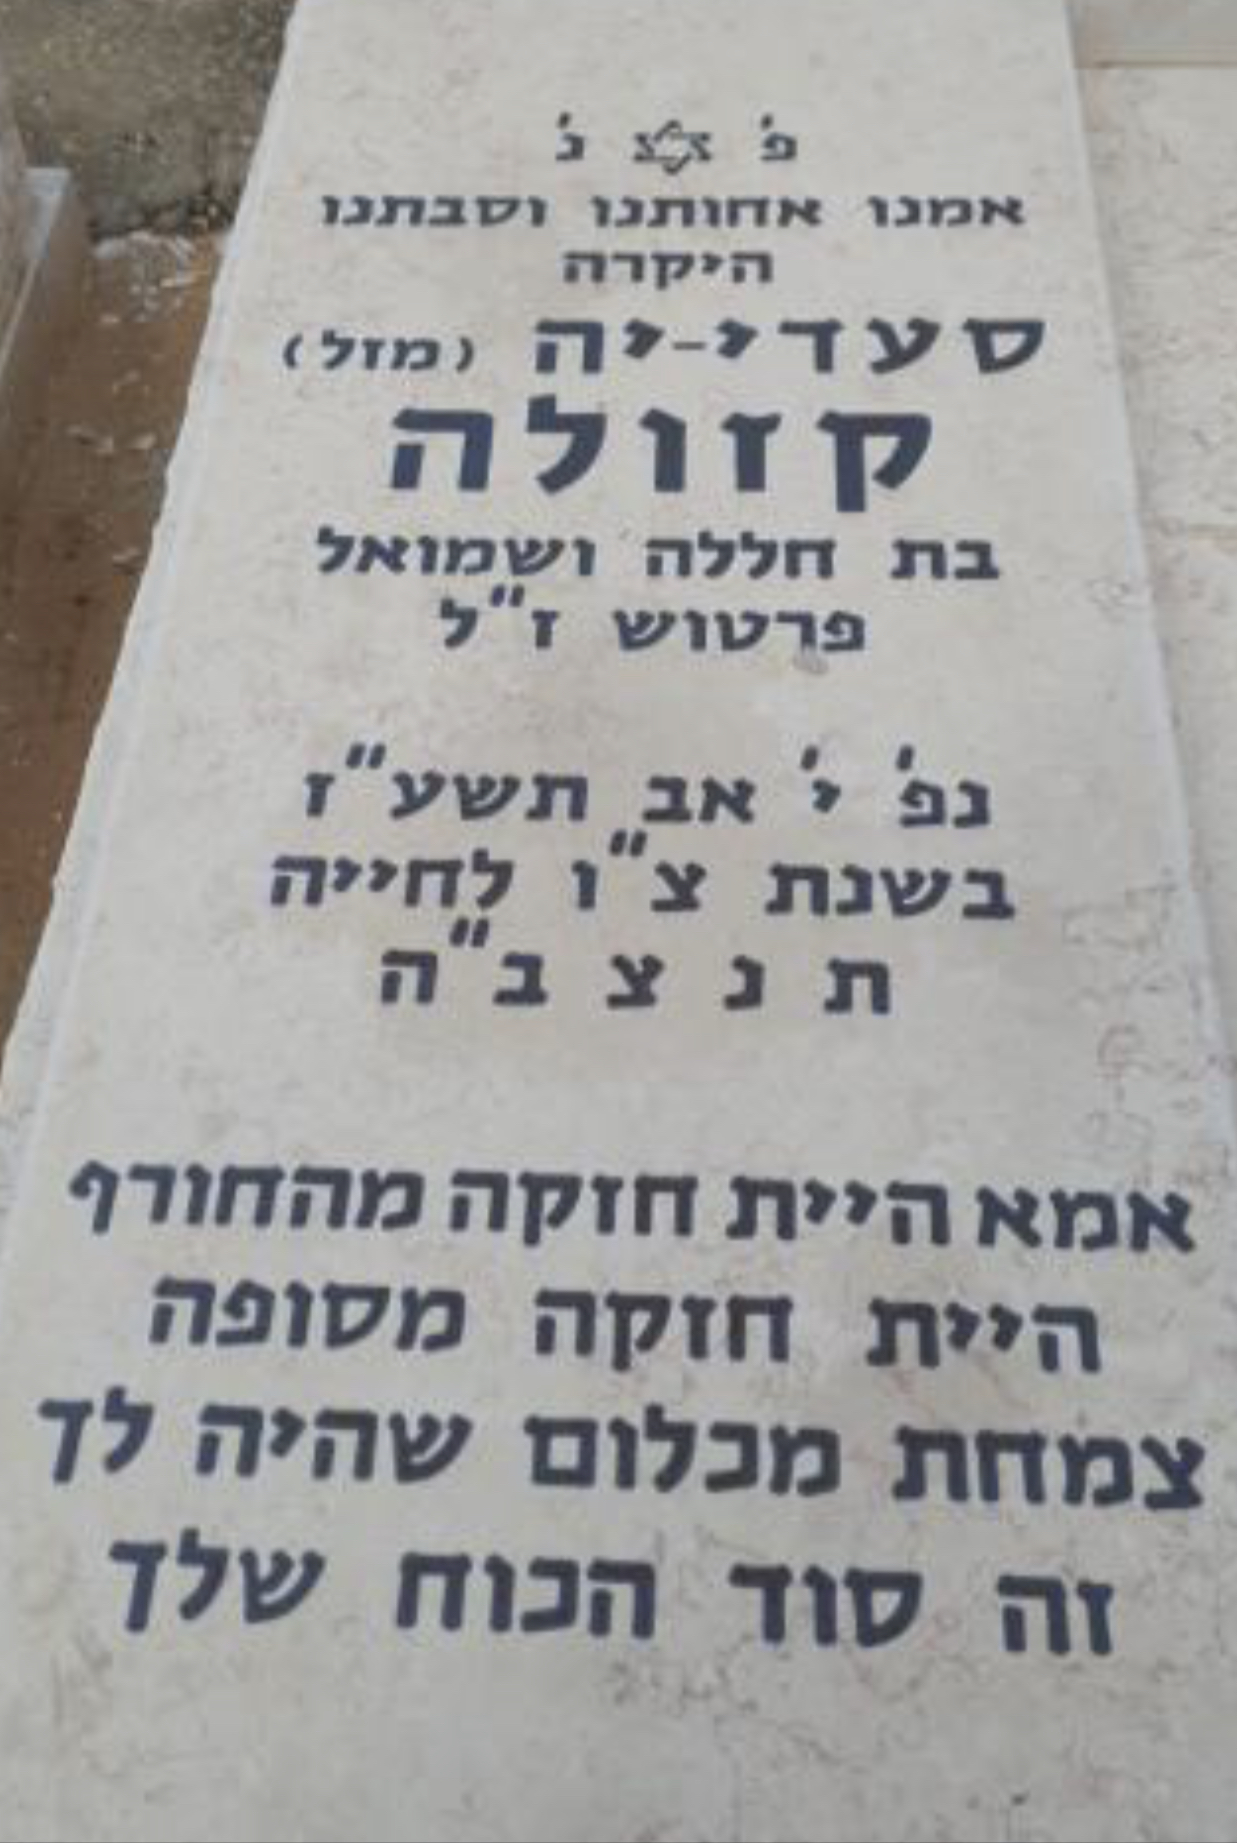 פ' נ'
אמנו אחותנו וסבתנו
היקרה
סעדי-יה (מזל)
קזולה
בת חללה ושמואל
פרטוש ז"ל
נפ' י' אב תשע"ז
בשנת צ"ו לחייה
ת נ צ ב"ה
אמא היית חזקה מהחורף
היית חזקה מסופה
צמחת מכלום שהיה לך
זה סוד הכוח שלך